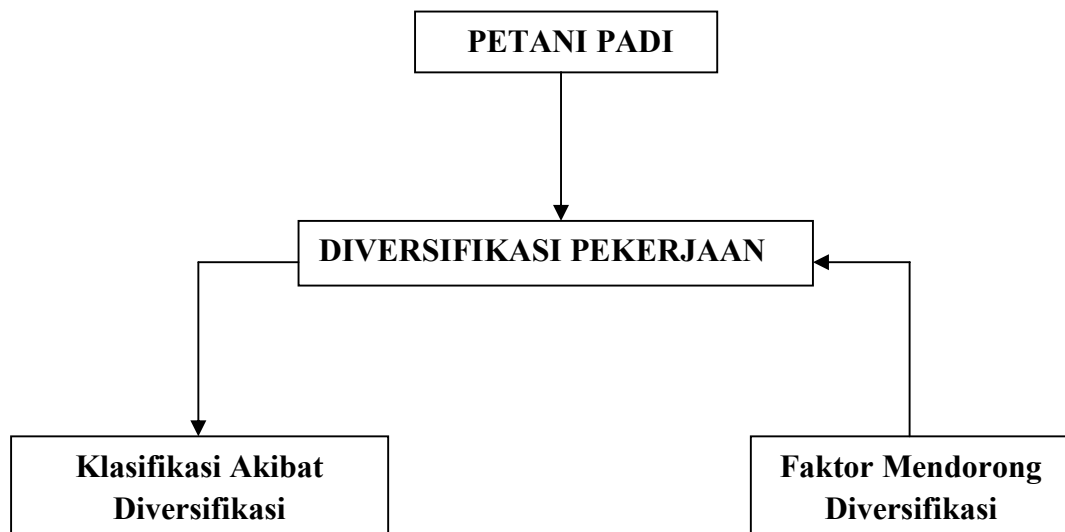 PETANI PADI
DIVERSIFIKASI PEKERJAAN
Klasifikasi Akibat
Diversifikasi
Faktor Mendorong
Diversifikasi